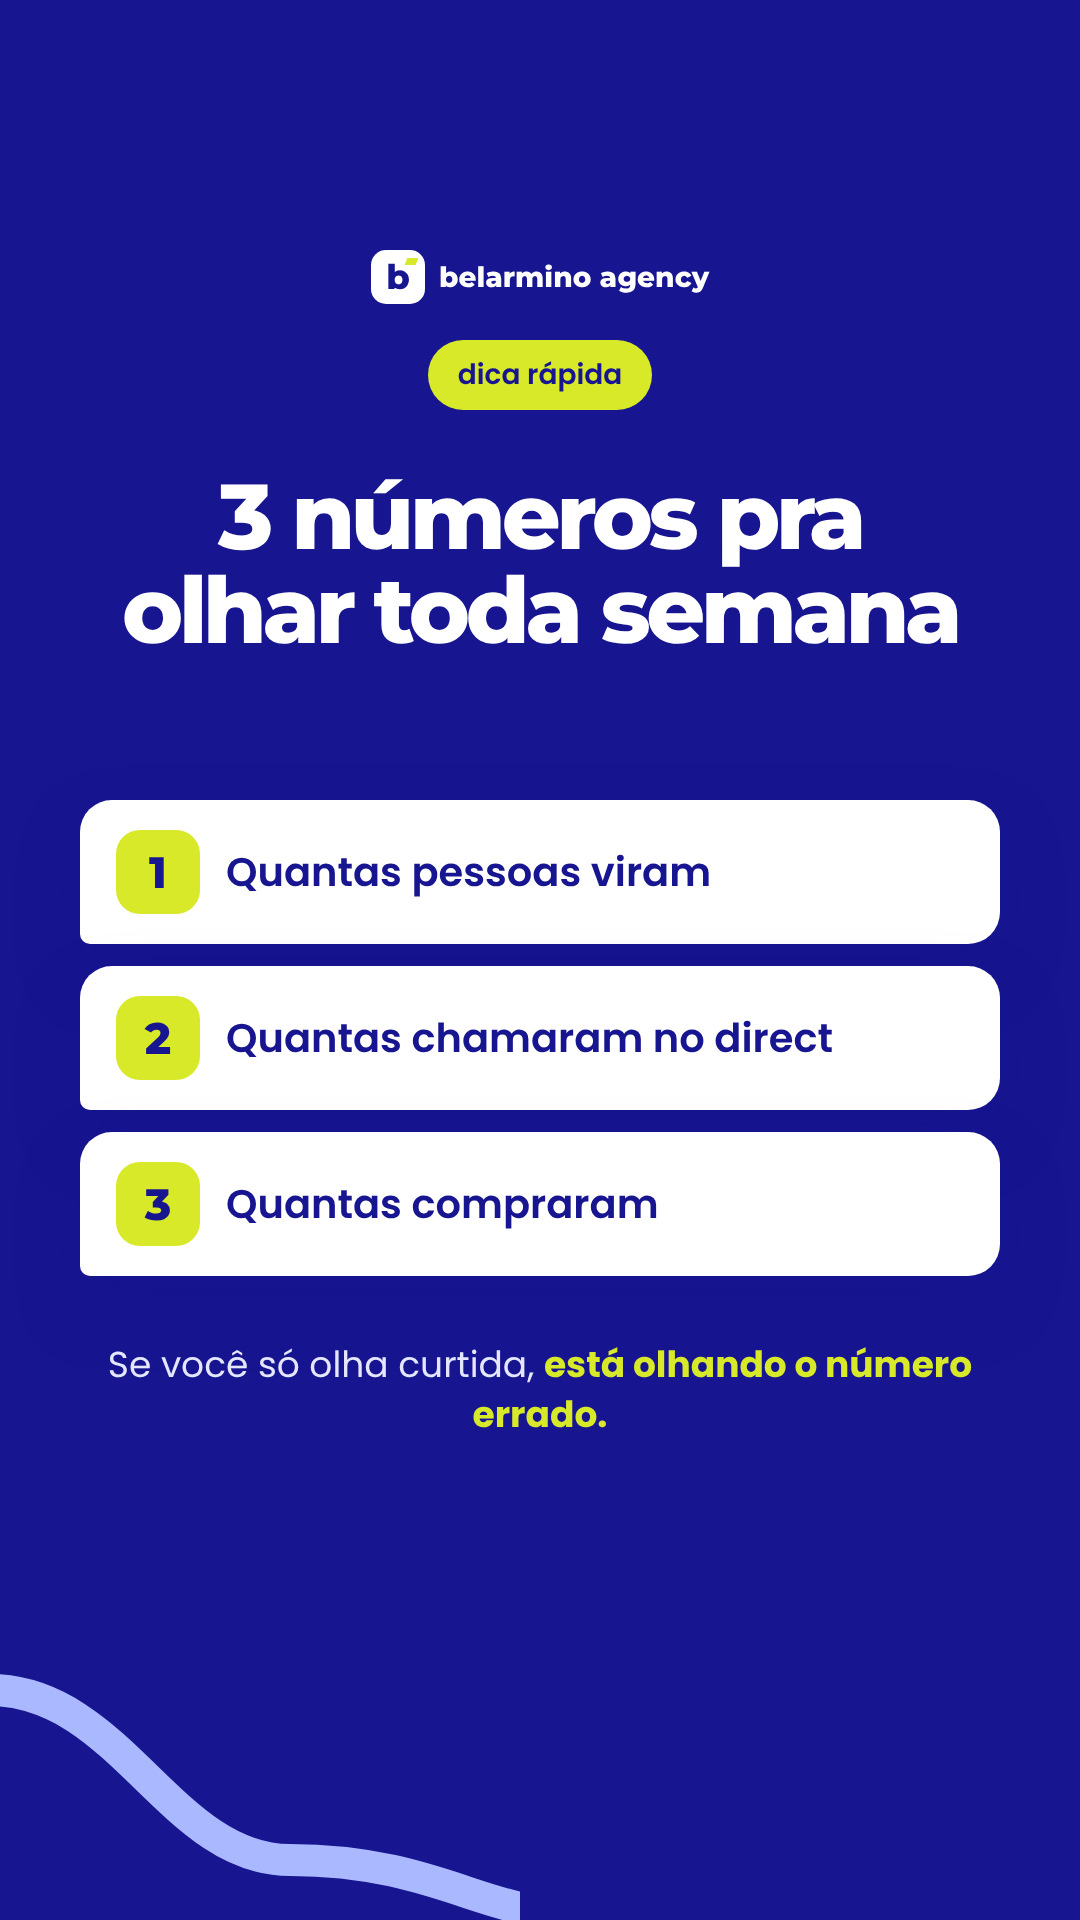 b belarmino agency
dica rápida
3 números pra
olhar toda semana
1 Quantas pessoas viram
2 Quantas chamaram no direct
3 Quantas compraram
Se você só olha curtida, está olhando o número
errado.